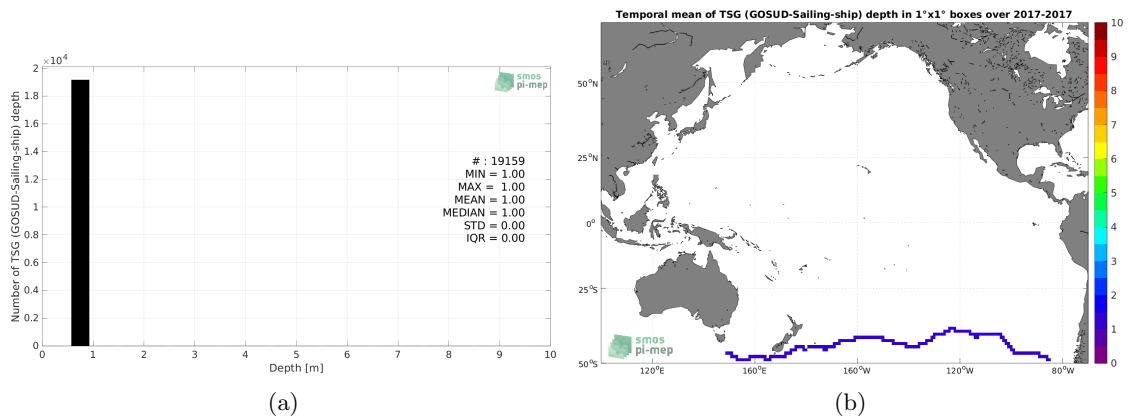 ×10⁴
2
1.8
1.6
1.4
1.2
1
0.8
0.6
0.4
0.2
0
0 1 2 3 4 5 6 7 8 9 10
Number of TSG (GOSUD-Sailing-ship) depth
Depth [m]
smos
pi-mep
# : 19159
MIN = 1.00
MAX = 1.00
MEAN = 1.00
MEDIAN = 1.00
STD = 0.00
IQR = 0.00
(a)
Temporal mean of TSG (GOSUD-Sailing-ship) depth in 1°x1° boxes over 2017-2017
50°N
25°N
0°
25°S
50°S
120°E 160°E 160°W 120°W 80°W
smos
pi-mep
10
9
8
7
6
5
4
3
2
1
0
(b)